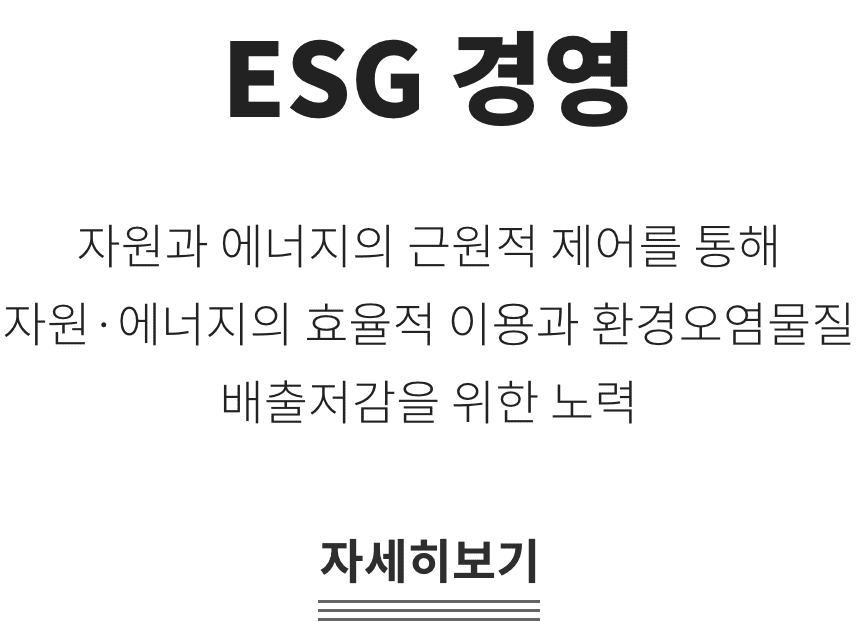 ESG 경영
자원과 에너지의 근원적 제어를 통해
자원·에너지의 효율적 이용과 환경오염물질
배출저감을 위한 노력
자세히보기